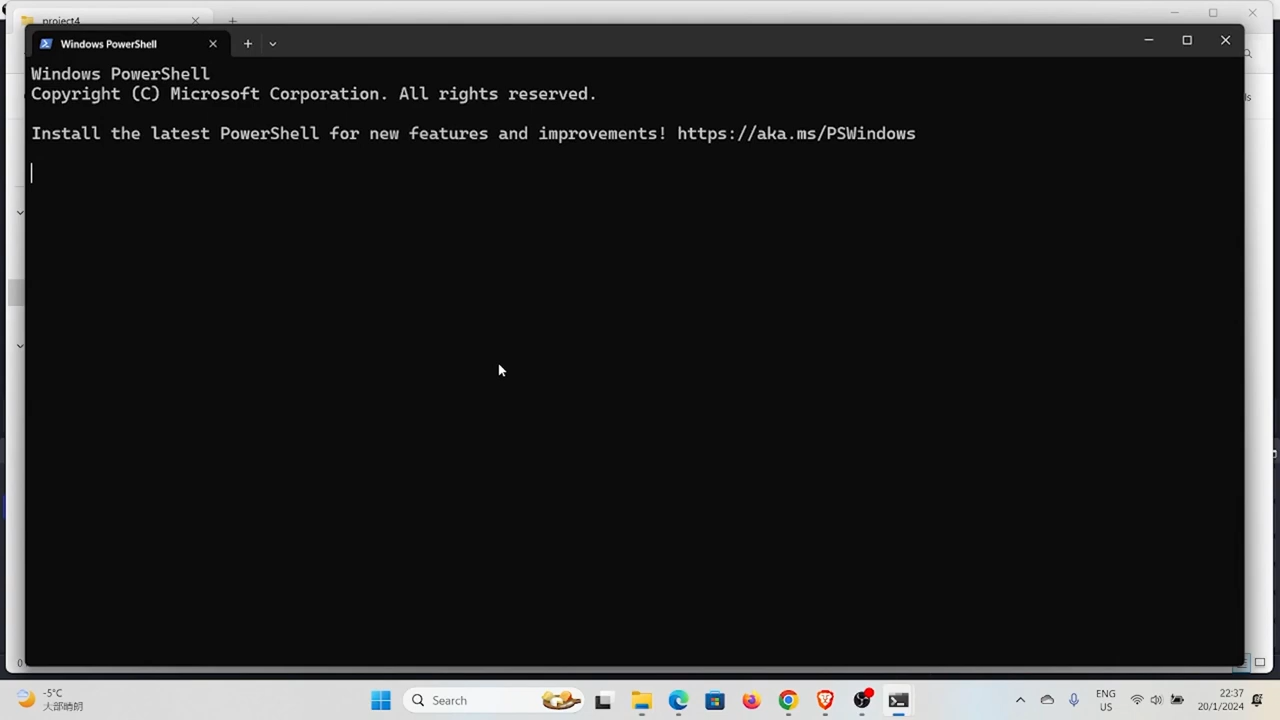 project4
Windows PowerShell
Windows PowerShell
Copyright (C) Microsoft Corporation. All rights reserved.
Install the latest PowerShell for new features and improvements! https://aka.ms/PSWindows
-5°C
大部晴朗
Search
ENG
US
22:37
20/1/2024